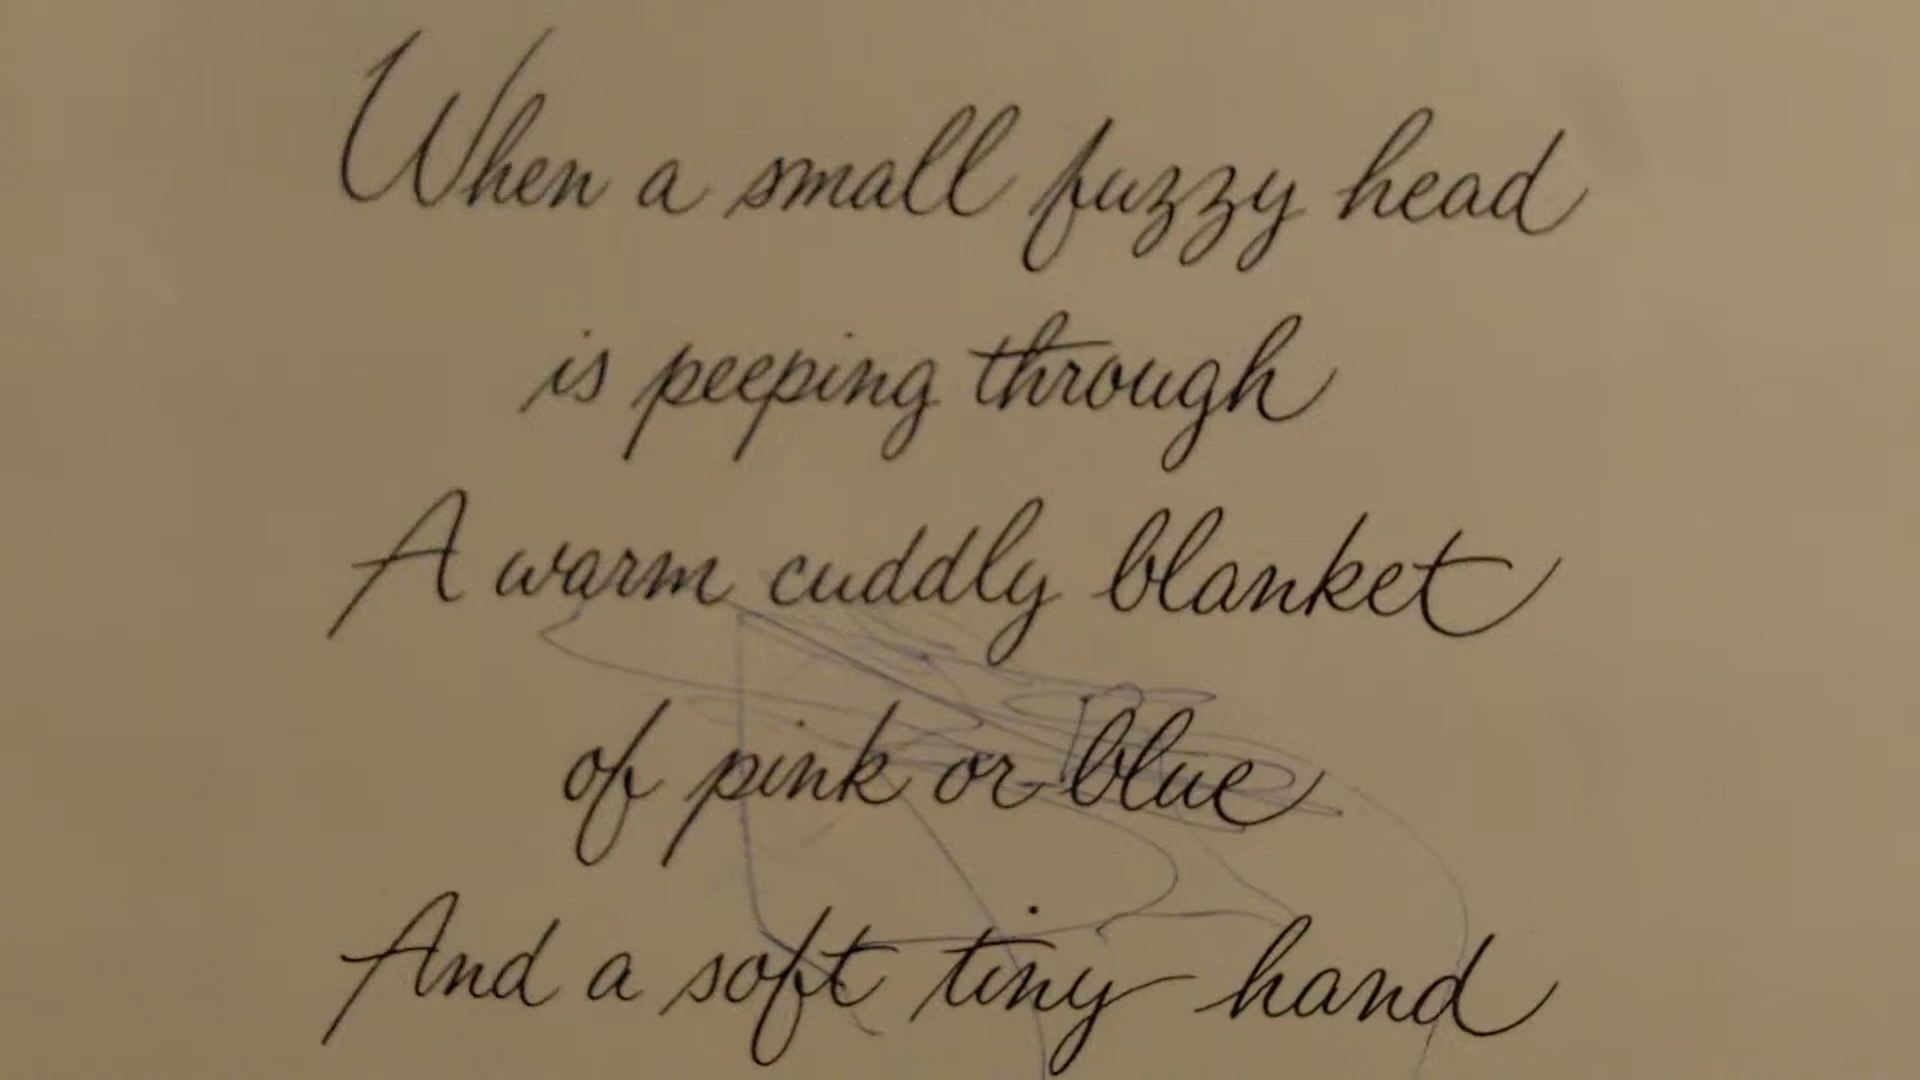 When a small fuzzy head
is peeping through
A warm cuddly blanket
of pink or blue
And a soft tiny hand